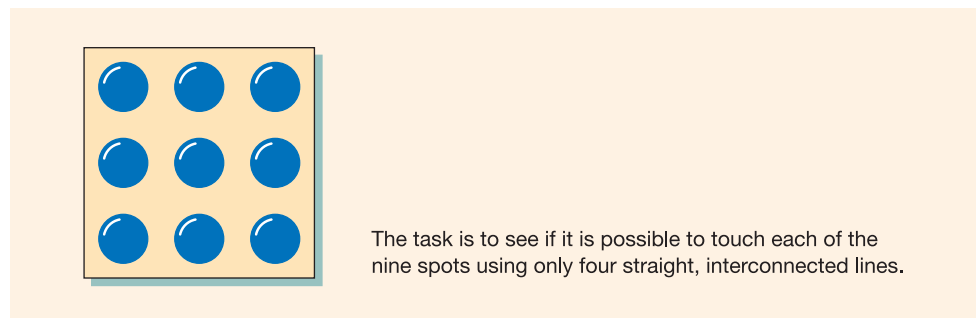 The task is to see if it is possible to touch each of the
nine spots using only four straight, interconnected lines.